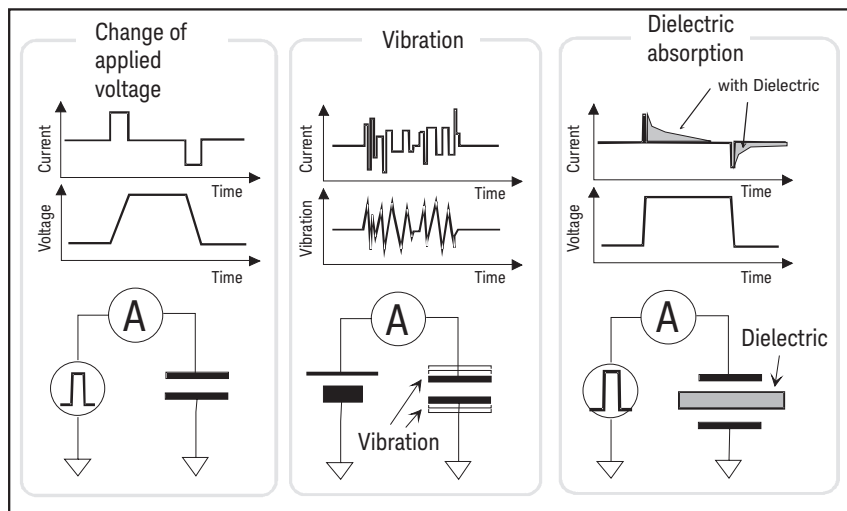 Change of
applied
voltage
Current
Time
Voltage
Time
A
Vibration
Current
Time
Vibration
Time
A
Vibration
Dielectric
absorption
with Dielectric
Current
Time
Voltage
Time
A
Dielectric